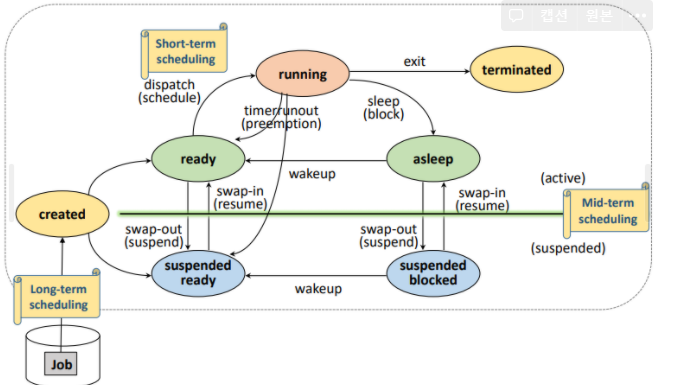 캡션 원본
Short-term
scheduling
running
exit
terminated
dispatch
(schedule)
timerrunout
(preemption)
sleep
(block)
ready
wakeup
asleep
created
swap-in
(resume)
swap-in
(resume)
(active)
Mid-term
scheduling
swap-out
(suspend)
swap-out
(suspend)
(suspended)
suspended
ready
wakeup
suspended
blocked
Long-term
scheduling
Job